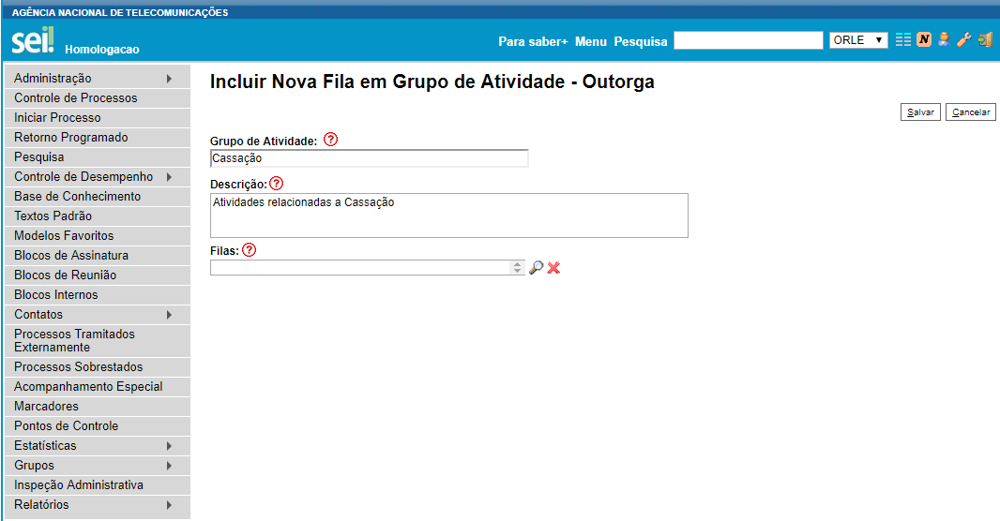 AGÊNCIA NACIONAL DE TELECOMUNICAÇÕES
sei! Homologacao
Para saber+ Menu Pesquisa ORLE
Administração
Controle de Processos
Iniciar Processo
Retorno Programado
Pesquisa
Controle de Desempenho
Base de Conhecimento
Textos Padrão
Modelos Favoritos
Blocos de Assinatura
Blocos de Reunião
Blocos Internos
Contatos
Processos Tramitados
Externamente
Processos Sobrestados
Acompanhamento Especial
Marcadores
Pontos de Controle
Estatísticas
Grupos
Inspeção Administrativa
Relatórios
Incluir Nova Fila em Grupo de Atividade - Outorga
Salvar Cancelar
Grupo de Atividade: ?
Cassação
Descrição: ?
Atividades relacionadas a Cassação
Filas: ?